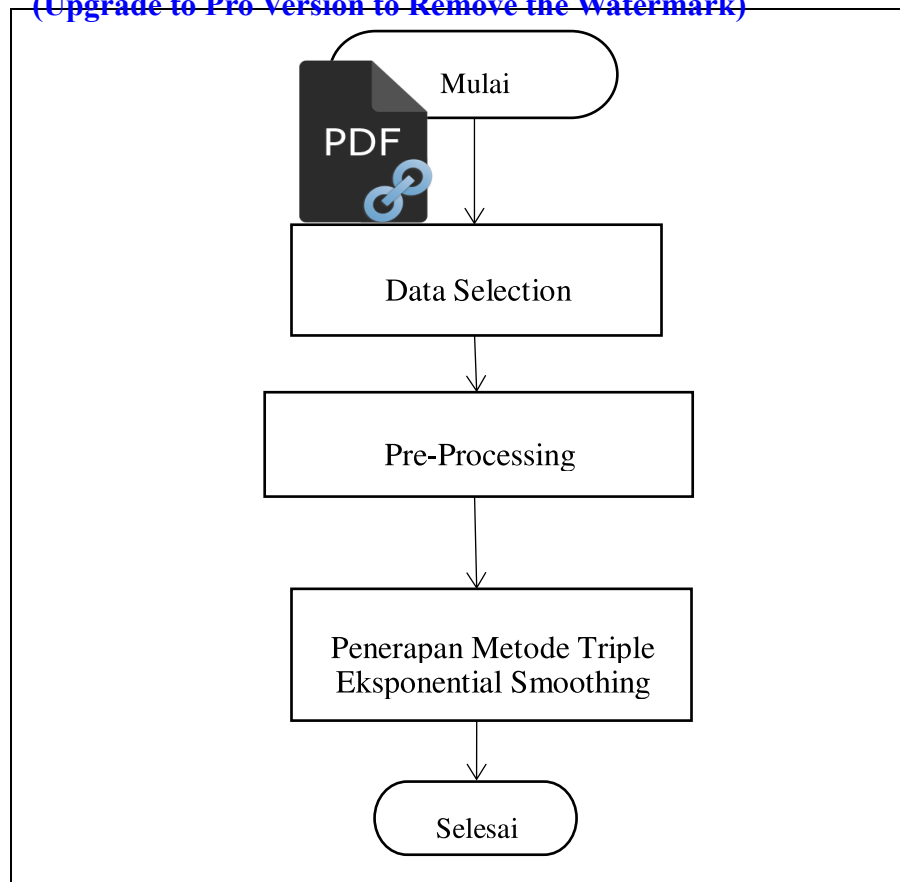 (Upgrade to Pro Version to Remove the Watermark)
Mulai
PDF
Data Selection
Pre-Processing
Penerapan Metode Triple
Eksponential Smoothing
Selesai